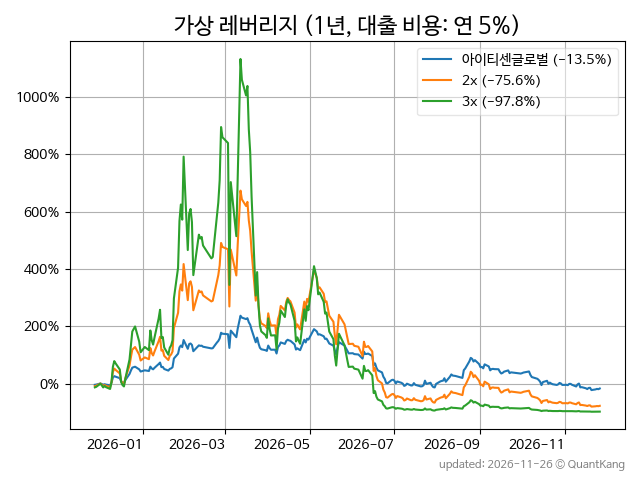 가상 레버리지 (1년, 대출 비용: 연 5%)
아이티센글로벌 (-13.5%)
2x (-75.6%)
3x (-97.8%)
1000%
800%
600%
400%
200%
0%
2026-01 2026-03 2026-05 2026-07 2026-09 2026-11
updated: 2026-11-26 © QuantKang